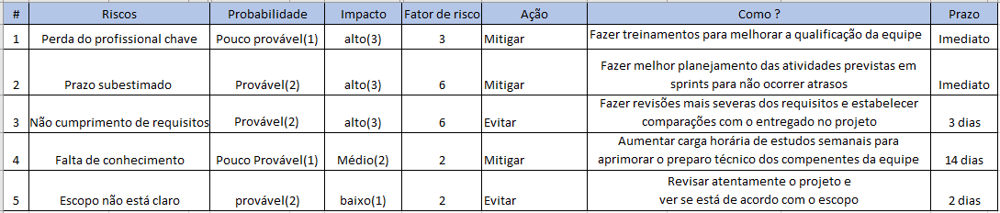 # Riscos Probabilidade Impacto Fator de risco Ação Como ? Prazo
1 Perda do profissional chave Pouco provável(1) alto(3) 3 Mitigar Fazer treinamentos para melhorar a qualificação da equipe Imediato
Fazer melhor planejamento das atividades previstas em
2 Prazo subestimado Provável(2) alto(3) 6 Mitigar sprints para não ocorrer atrasos Imediato
Fazer revisões mais severas dos requisitos e estabelecer
3 Não cumprimento de requisitos Provável(2) alto(3) 6 Evitar comparações com o entregado no projeto 3 dias
Aumentar carga horária de estudos semanais para
4 Falta de conhecimento Pouco Provável(1) Médio(2) 2 Mitigar aprimorar o preparo técnico dos compenentes da equipe 14 dias
Revisar atentamente o projeto e
5 Escopo não está claro provável(2) baixo(1) 2 Evitar ver se está de acordo com o escopo 2 dias